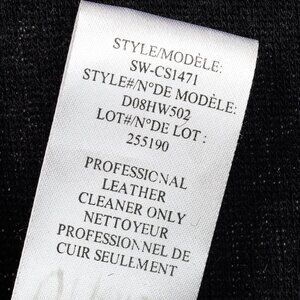 STYLE/MODÈLE:
SW-CS1471
STYLE#/N°DE MODÈLE:
D08HW502
LOT#/N°DE LOT :
255190
PROFESSIONAL
LEATHER
CLEANER ONLY
NETTOYEUR
PROFESSIONNEL DE
CUIR SEULEMENT